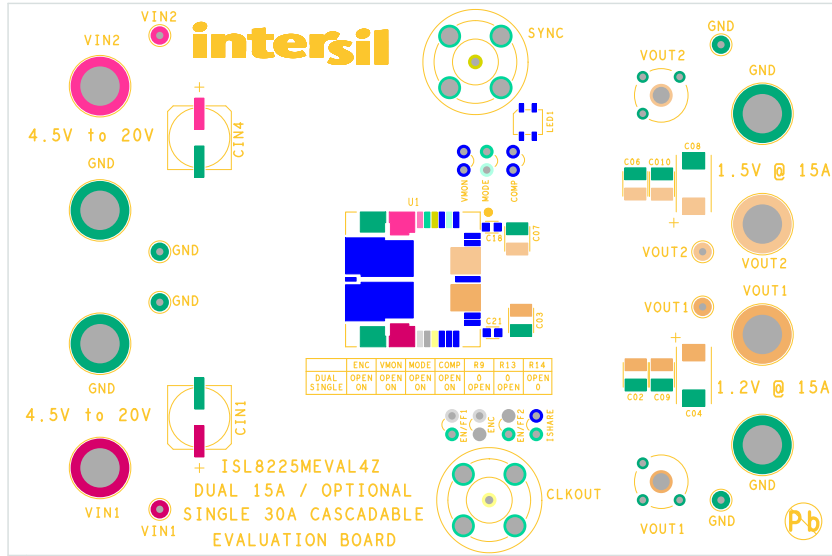 VIN2
VIN2
intersil
SYNC
GND
VOUT2
GND
4.5V to 20V
+
CIN4
LED1
GND
VMON
MODE
COMP
C06
C010
C08
1.5V @ 15A
+
U1
C18
C07
GND
VOUT2
VOUT2
GND
VOUT1
VOUT1
C21
C03
+
ENC VMON MODE COMP R9 R13 R14
DUAL OPEN OPEN OPEN OPEN 0 0 OPEN
SINGLE ON ON ON ON OPEN OPEN 0
GND
C02
C09
C04
1.2V @ 15A
4.5V to 20V
CIN1
+
EN/FF1
ENC
EN/FF2
ISHARE
VIN1
VIN1
ISL8225MEVAL4Z
DUAL 15A / OPTIONAL
SINGLE 30A CASCADABLE
EVALUATION BOARD
CLKOUT
VOUT1
GND
GND
Pb